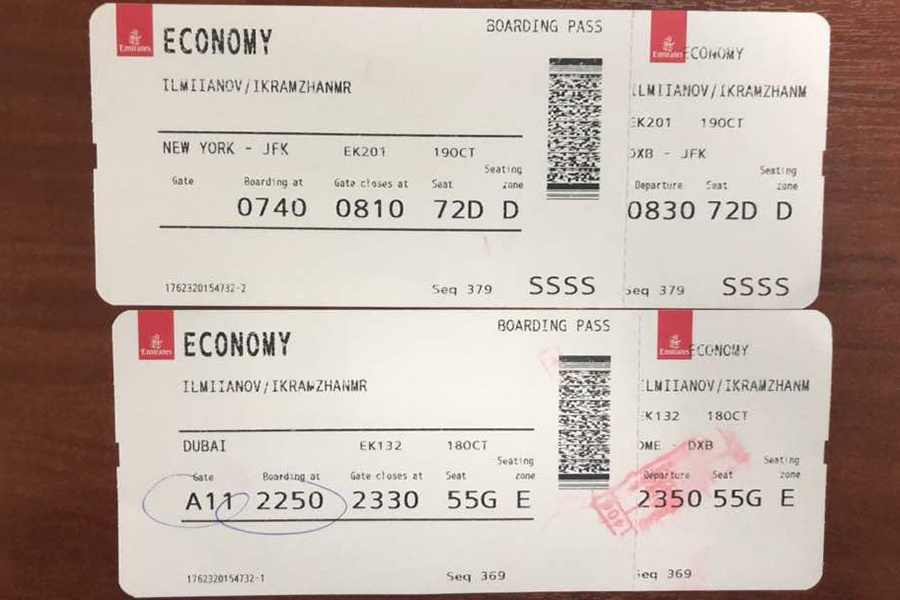 Emirates ECONOMY BOARDING PASS
ILMIIANOV/IKRAMZHANMR
NEW YORK - JFK EK201 19OCT
Gate Boarding at Gate closes at Seat Seating zone
0740 0810 72D D
1762320154732-2 Seq 379 SSSS
Emirates ECONOMY
ILMIIANOV/IKRAMZHANM
EK201 19OCT
DXB - JFK
Departure Seat Seating zone
0830 72D D
Seq 379 SSSS
Emirates ECONOMY BOARDING PASS
ILMIIANOV/IKRAMZHANMR
DUBAI EK132 18OCT
Gate Boarding at Gate closes at Seat Seating zone
A11 2250 2330 55G E
1762320154732-1 Seq 369
Emirates ECONOMY
ILMIIANOV/IKRAMZHANM
EK132 18OCT
DME - DXB
Departure Seat Seating zone
2350 55G E
Seq 369